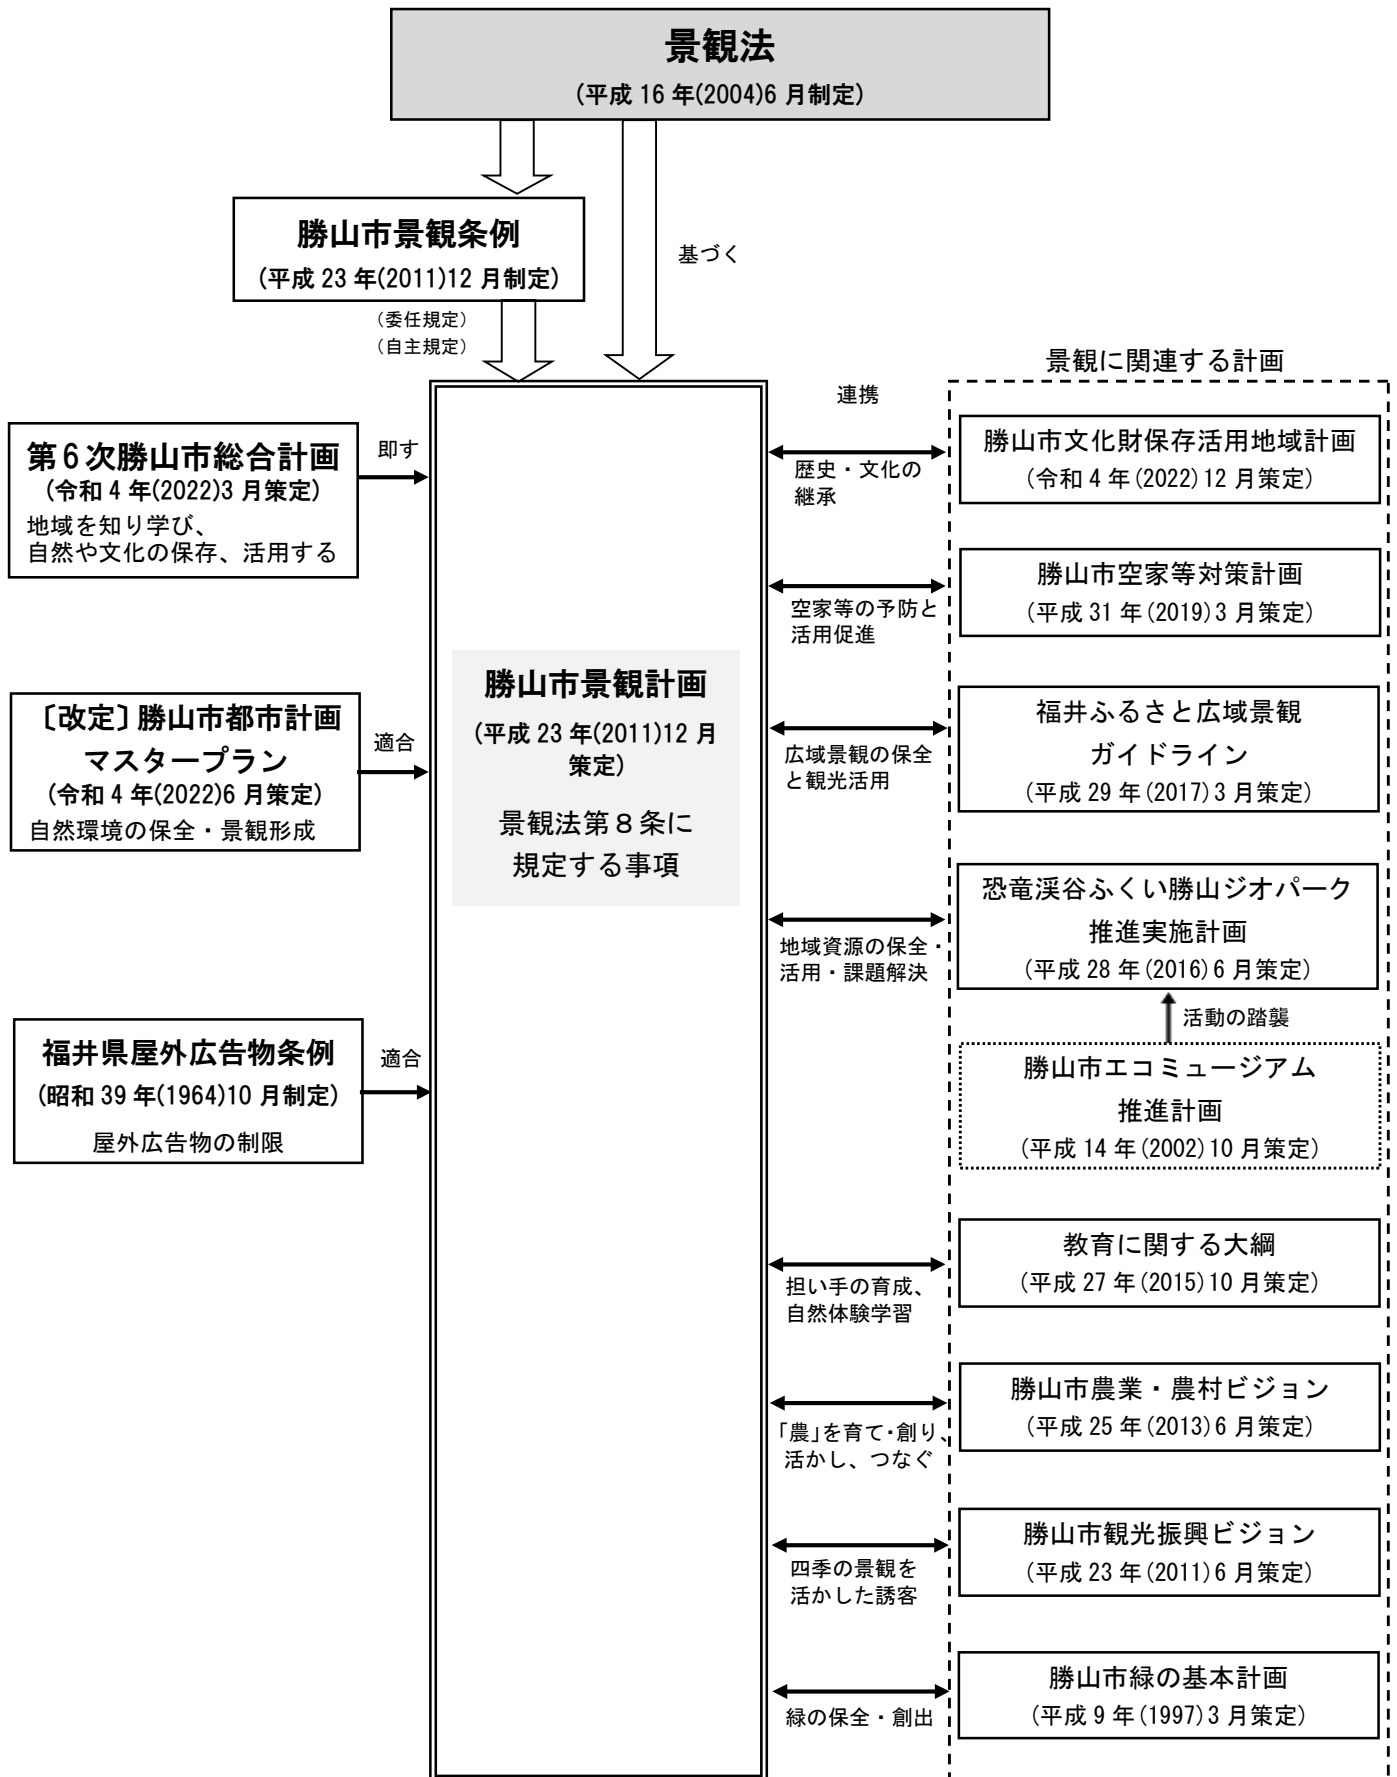 景観法
(平成 16 年(2004)6 月制定)
勝山市景観条例
(平成 23 年(2011)12 月制定)
基づく
(委任規定)
(自主規定)
第6次勝山市総合計画
(令和 4 年(2022)3 月策定)
地域を知り学び、
自然や文化の保存、活用する
即す
〔改定〕勝山市都市計画
マスタープラン
(令和 4 年(2022)6 月策定)
自然環境の保全・景観形成
適合
福井県屋外広告物条例
(昭和 39 年(1964)10 月制定)
屋外広告物の制限
適合
勝山市景観計画
(平成 23 年(2011)12 月
策定)
景観法第８条に
規定する事項
景観に関連する計画
連携
歴史・文化の
継承
勝山市文化財保存活用地域計画
(令和 4 年(2022)12 月策定)
空家等の予防と
活用促進
勝山市空家等対策計画
(平成 31 年(2019)3 月策定)
広域景観の保全
と観光活用
福井ふるさと広域景観
ガイドライン
(平成 29 年(2017)3 月策定)
地域資源の保全・
活用・課題解決
恐竜渓谷ふくい勝山ジオパーク
推進実施計画
(平成 28 年(2016)6 月策定)
活動の踏襲
勝山市エコミュージアム
推進計画
(平成 14 年(2002)10 月策定)
担い手の育成、
自然体験学習
教育に関する大綱
(平成 27 年(2015)10 月策定)
「農」を育て・創り、
活かし、つなぐ
勝山市農業・農村ビジョン
(平成 25 年(2013)6 月策定)
四季の景観を
活かした誘客
勝山市観光振興ビジョン
(平成 23 年(2011)6 月策定)
緑の保全・創出
勝山市緑の基本計画
(平成 9 年(1997)3 月策定)